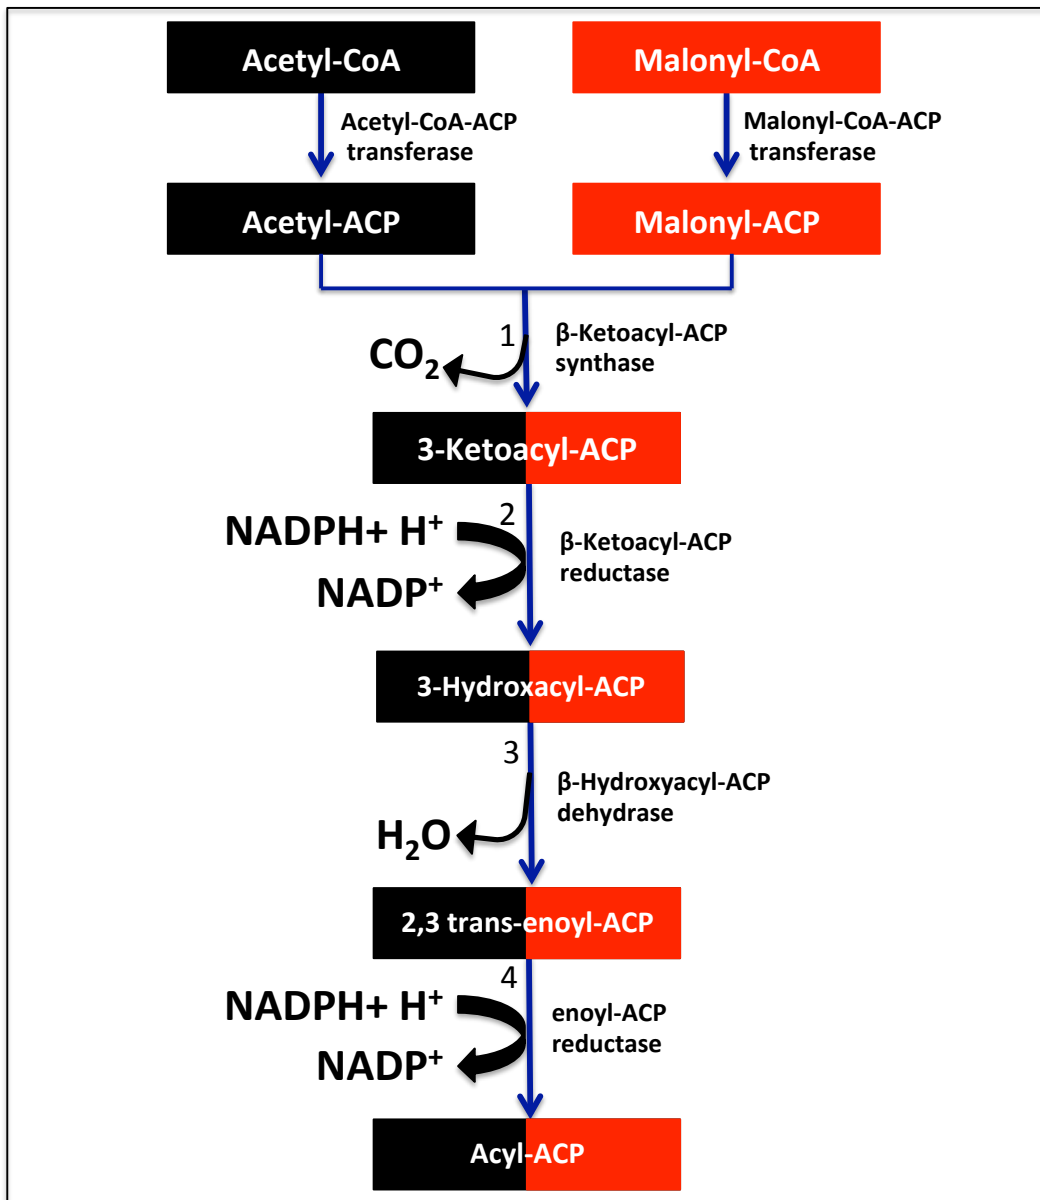 Acetyl-CoA
Malonyl-CoA
Acetyl-CoA-ACP
transferase
Malonyl-CoA-ACP
transferase
Acetyl-ACP
Malonyl-ACP
1
CO₂
β-Ketoacyl-ACP
synthase
3-Ketoacyl-ACP
2
NADPH+ H⁺
NADP⁺
β-Ketoacyl-ACP
reductase
3-Hydroxacyl-ACP
3
H₂O
β-Hydroxyacyl-ACP
dehydrase
2,3 trans-enoyl-ACP
4
NADPH+ H⁺
NADP⁺
enoyl-ACP
reductase
Acyl-ACP